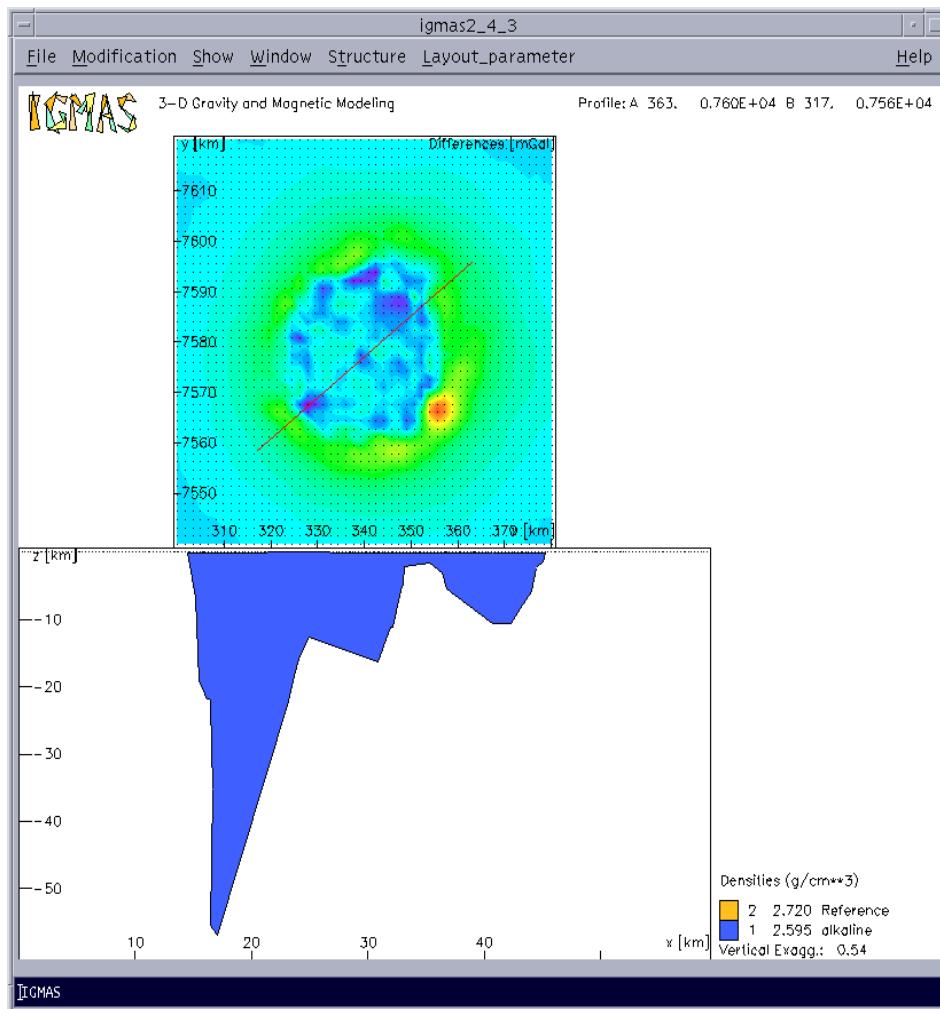 igmas2_4_3
File Modification Show Window Structure Layout_parameter Help
IGMAS 3-D Gravity and Magnetic Modeling Profile: A 363. 0.760E+04 B 317. 0.756E+04
y [km] Differences [mGal]
7610
7600
7590
7580
7570
7560
7550
310 320 330 340 350 360 370 [km]
z [km]
-10
-20
-30
-40
-50
10 20 30 40 x [km]
Densities (g/cm**3)
2 2.720 Reference
1 2.595 alkaline
Vertical Exagg.: 0.54
IGMAS